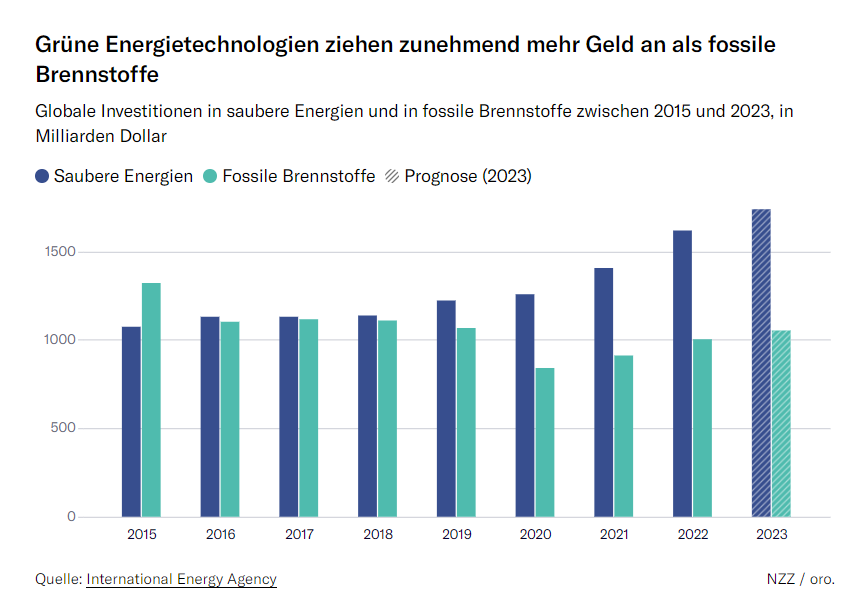 Grüne Energietechnologien ziehen zunehmend mehr Geld an als fossile
Brennstoffe
Globale Investitionen in saubere Energien und in fossile Brennstoffe zwischen 2015 und 2023, in
Milliarden Dollar
Saubere Energien Fossile Brennstoffe Prognose (2023)
1500
1000
500
0
2015 2016 2017 2018 2019 2020 2021 2022 2023
Quelle: International Energy Agency NZZ / oro.